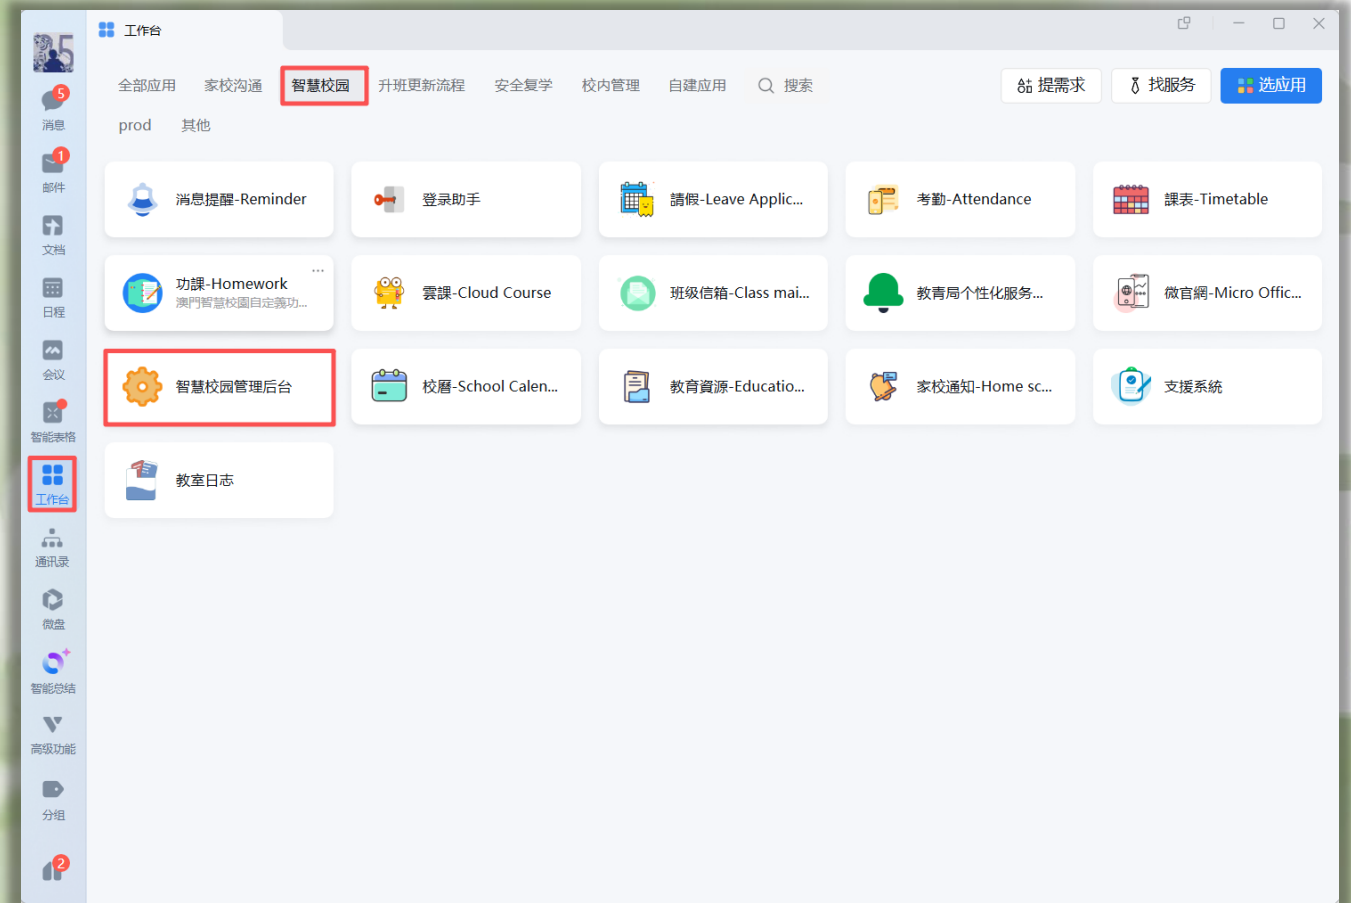 工作台
5
消息
1
邮件
文档
日程
会议
智能表格
工作台
通讯录
微盘
智能总结
高级功能
分组
2
全部应用 家校沟通 智慧校园 升班更新流程 安全复学 校内管理 自建应用 搜索
提需求 找服务 选应用
prod 其他
消息提醒-Reminder
登录助手
請假-Leave Applic...
考勤-Attendance
課表-Timetable
功課-Homework
澳門智慧校園自定義功...
雲課-Cloud Course
班级信箱-Class mai...
教青局个性化服务...
微官網-Micro Offic...
智慧校园管理后台
校曆-School Calen...
教育資源-Educatio...
家校通知-Home sc...
支援系統
教室日志